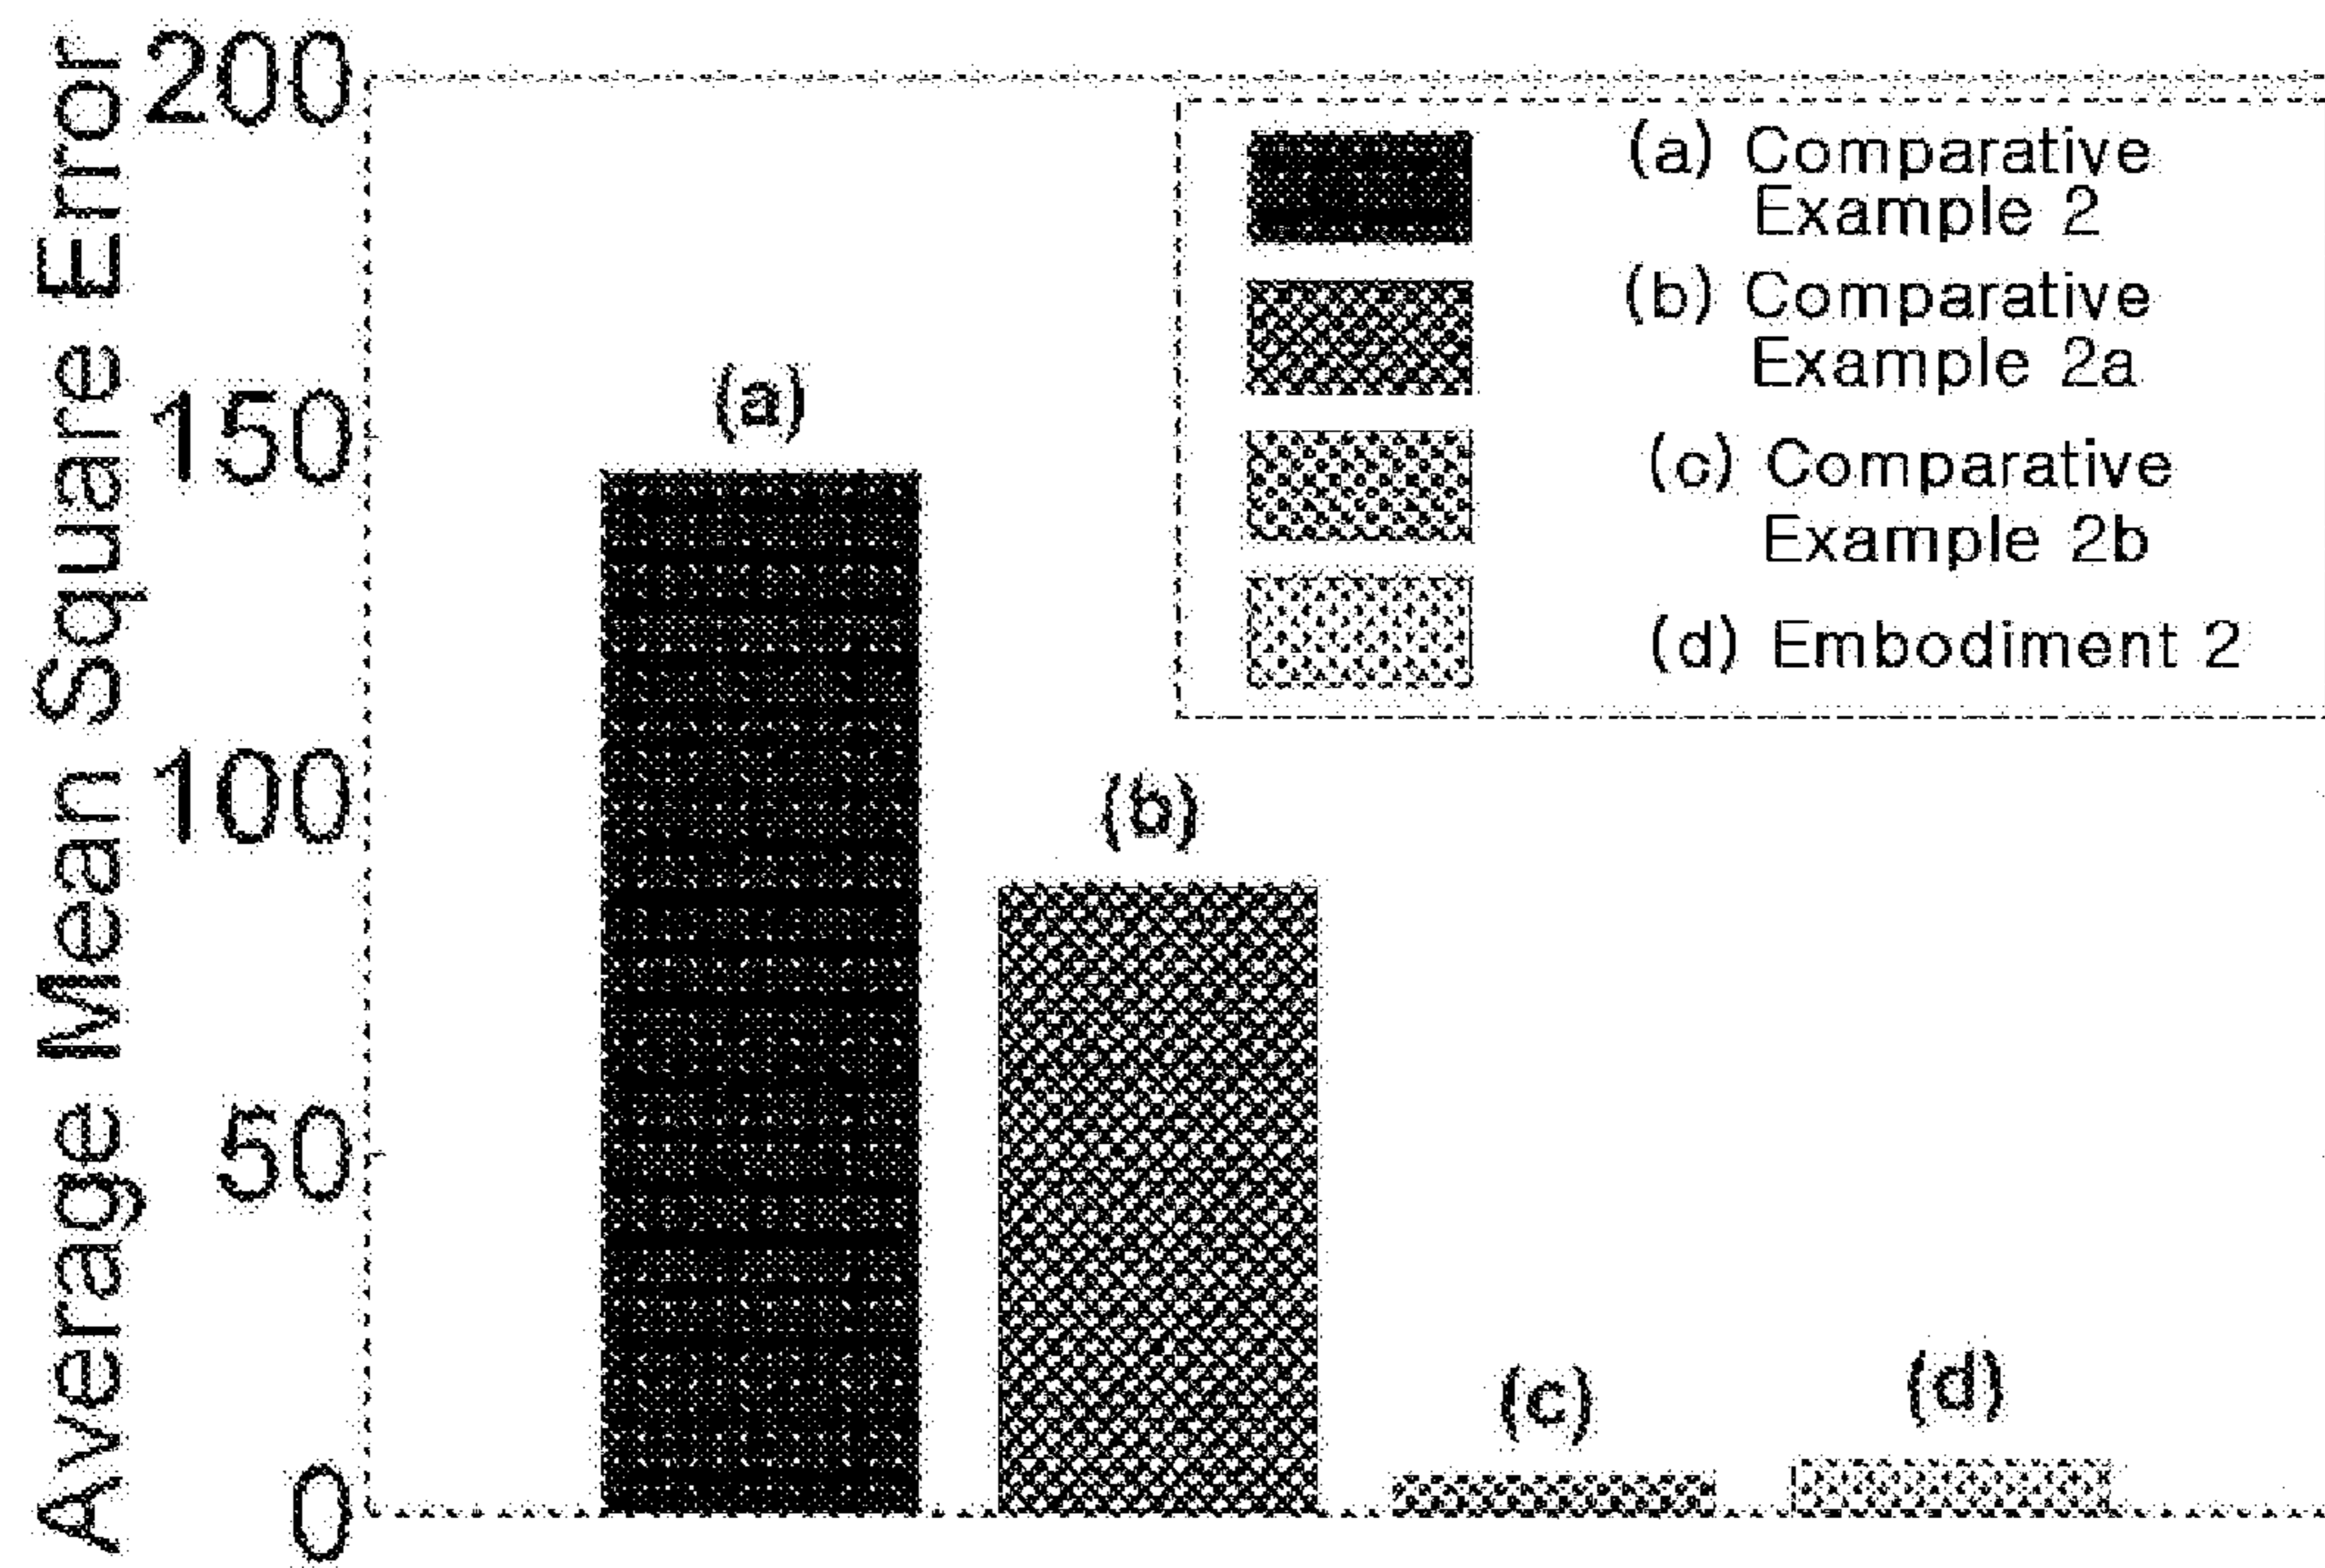 Average Mean Square Error
200
150
100
50
0
(a)
(b)
(c)
(d)
(a) Comparative
Example 2
(b) Comparative
Example 2a
(c) Comparative
Example 2b
(d) Embodiment 2